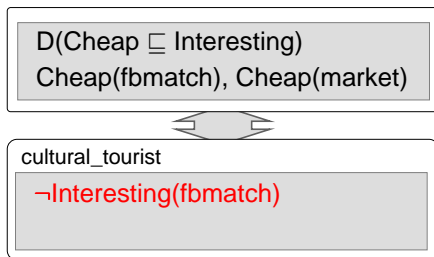 D(Cheap ⊑ Interesting)
Cheap(fbmatch), Cheap(market)
cultural_tourist
¬Interesting(fbmatch)